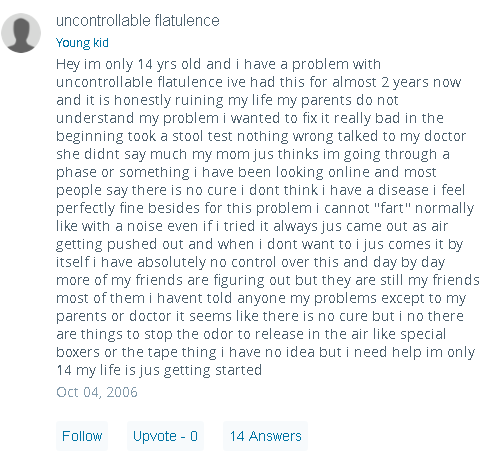 uncontrollable flatulence
Young kid
Hey im only 14 yrs old and i have a problem with
uncontrollable flatulence ive had this for almost 2 years now
and it is honestly ruining my life my parents do not
understand my problem i wanted to fix it really bad in the
beginning took a stool test nothing wrong talked to my doctor
she didnt say much my mom jus thinks im going through a
phase or something i have been looking online and most
people say there is no cure i dont think i have a disease i feel
perfectly fine besides for this problem i cannot "fart" normally
like with a noise even if i tried it always jus came out as air
getting pushed out and when i dont want to i jus comes it by
itself i have absolutely no control over this and day by day
more of my friends are figuring out but they are still my friends
most of them i havent told anyone my problems except to my
parents or doctor it seems like there is no cure but i no there
are things to stop the odor to release in the air like special
boxers or the tape thing i have no idea but i need help im only
14 my life is jus getting started
Oct 04, 2006
Follow
Upvote - 0
14 Answers